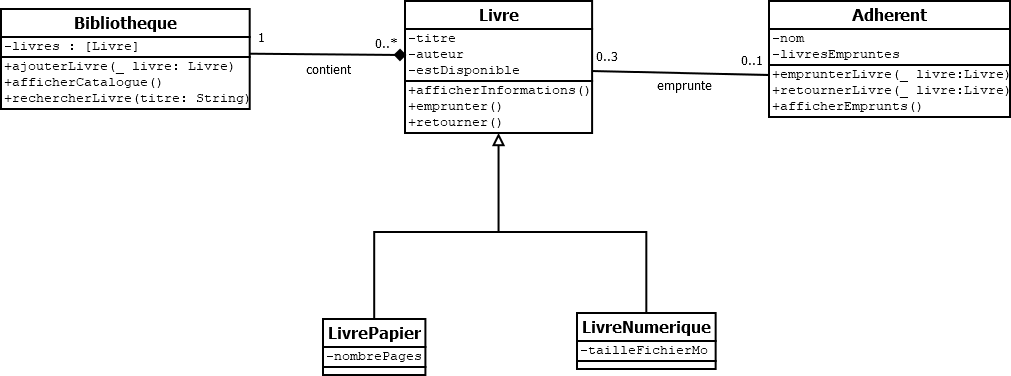 Bibliotheque
-livres : [Livre]
+ajouterLivre(_ livre: Livre)
+afficherCatalogue()
+rechercherLivre(titre: String)
1
0..*
contient
Livre
-titre
-auteur
-estDisponible
+afficherInformations()
+emprunter()
+retourner()
0..3
0..1
emprunte
Adherent
-nom
-livresEmpruntes
+emprunterLivre(_ livre:Livre)
+retournerLivre(_ livre:Livre)
+afficherEmprunts()
LivrePapier
-nombrePages
LivreNumerique
-tailleFichierMo